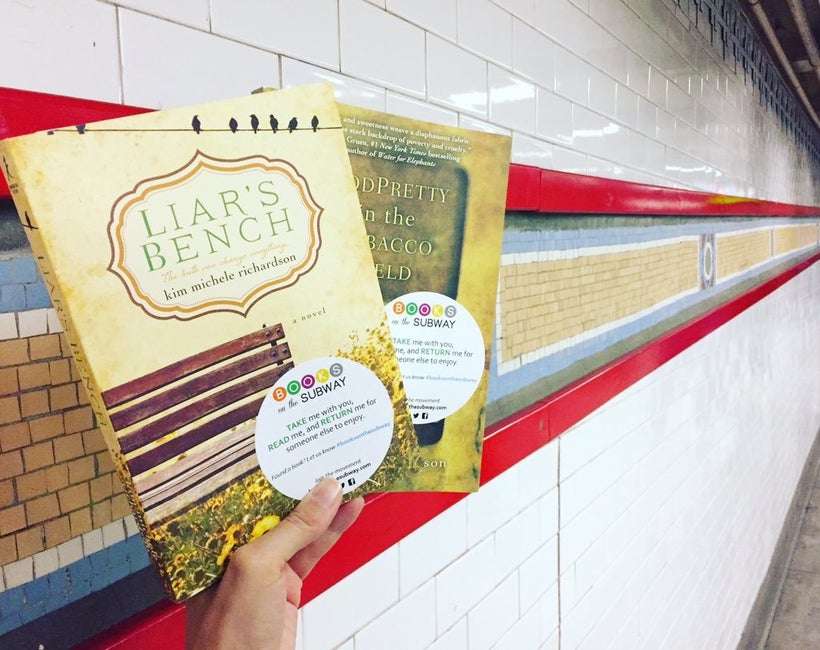 LIAR'S
BENCH
The truth can change everything.
kim michele richardson
a novel
BOOKS
on the SUBWAY
TAKE me with you,
READ me, and RETURN me for
someone else to enjoy.
Found a book? Let us know #booksonthesubway
Join the movement
and sweetness weave a diaphanous fabric
stark backdrop of poverty and cruelty."
Gruen, #1 New York Times bestselling
author of Water for Elephants
ODPRETTY
in the
BACCO
ELD
BOOKS
on the SUBWAY
TAKE me with you,
me, and RETURN me for
someone else to enjoy.
Let us know #booksonthesubway
the movement
thesubway.com
son